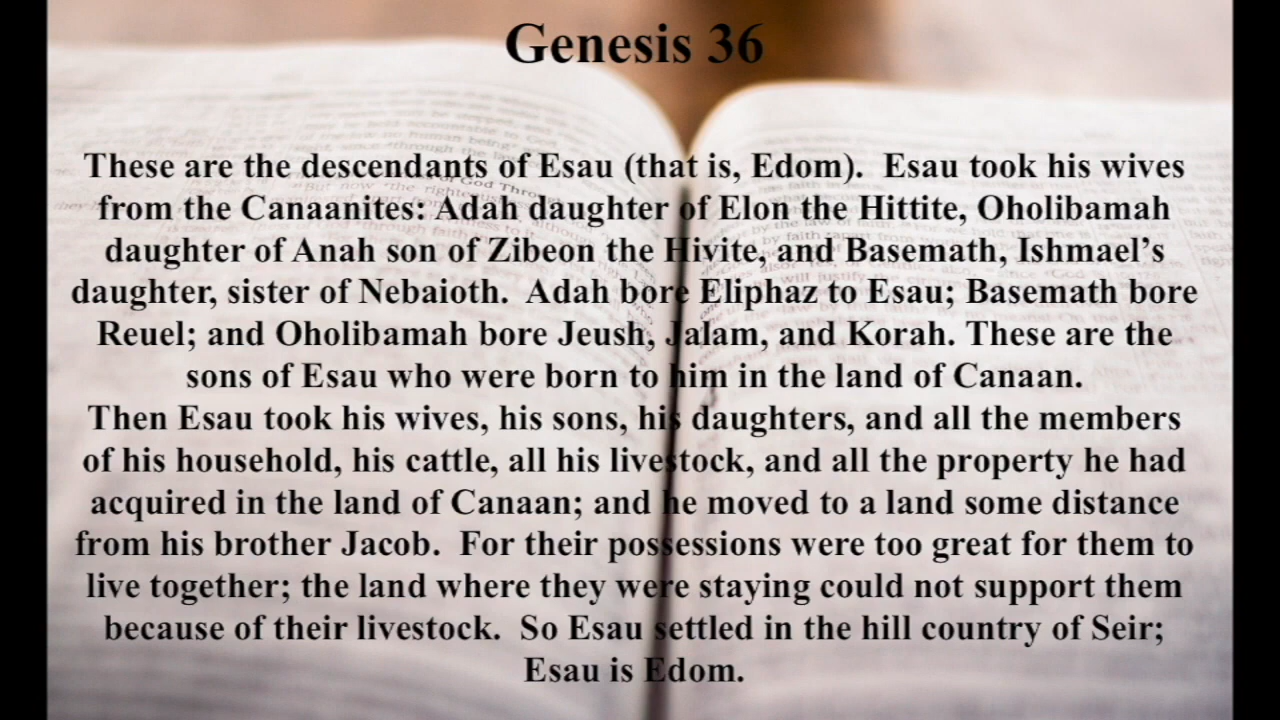 Genesis 36
These are the descendants of Esau (that is, Edom).  Esau took his wives
from the Canaanites: Adah daughter of Elon the Hittite, Oholibamah
daughter of Anah son of Zibeon the Hivite, and Basemath, Ishmael’s
daughter, sister of Nebaioth.  Adah bore Eliphaz to Esau; Basemath bore
Reuel; and Oholibamah bore Jeush, Jalam, and Korah. These are the
sons of Esau who were born to him in the land of Canaan.
Then Esau took his wives, his sons, his daughters, and all the members
of his household, his cattle, all his livestock, and all the property he had
acquired in the land of Canaan; and he moved to a land some distance
from his brother Jacob.  For their possessions were too great for them to
live together; the land where they were staying could not support them
because of their livestock.  So Esau settled in the hill country of Seir;
Esau is Edom.